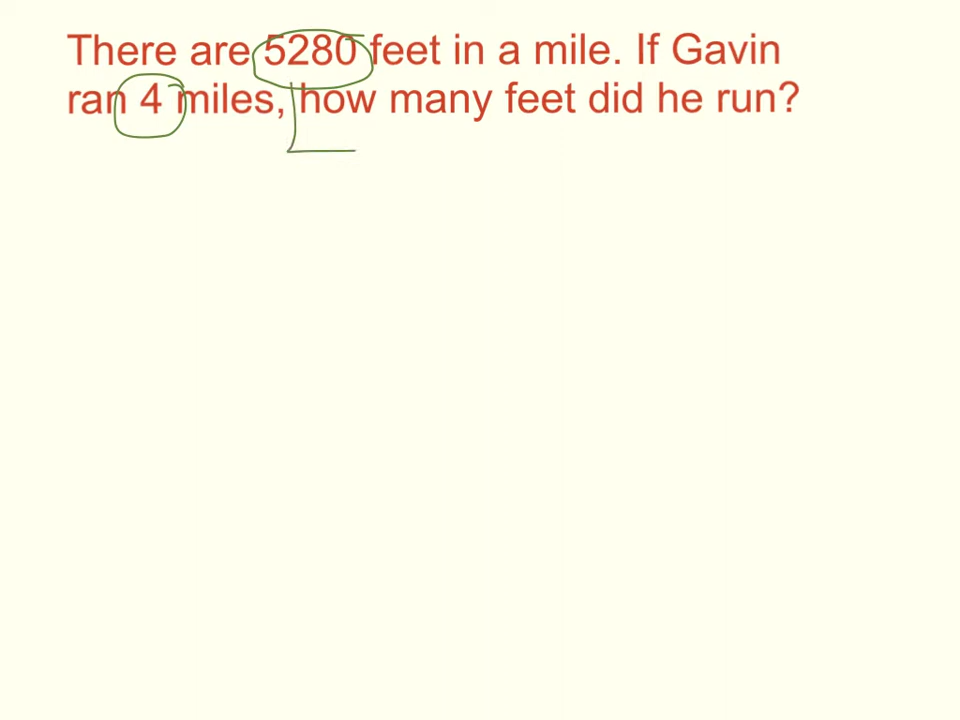 There are 5280 feet in a mile. If Gavin
ran 4 miles, how many feet did he run?